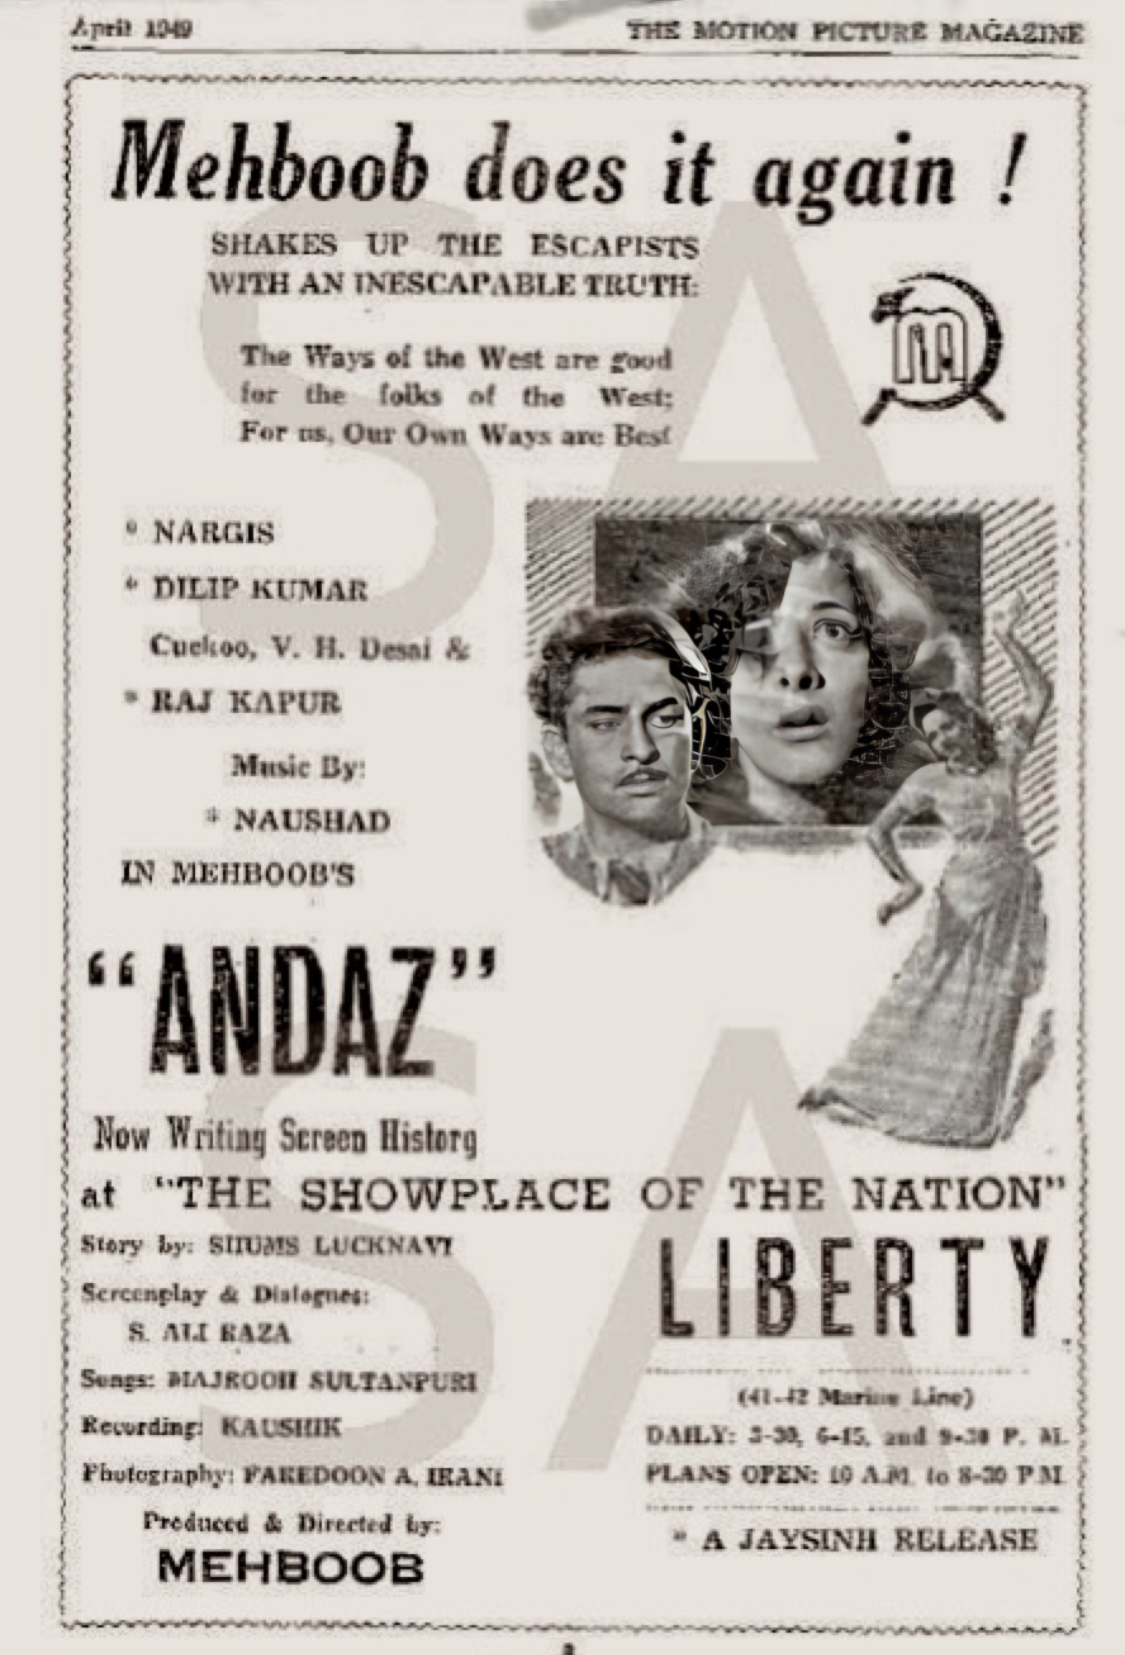 April 1949
THE MOTION PICTURE MAGAZINE
Mehboob does it again !
SHAKES UP THE ESCAPISTS
WITH AN INESCAPABLE TRUTH:
The Ways of the West are good
for the folks of the West;
For us, Our Own Ways are Best
* NARGIS
* DILIP KUMAR
Cuckoo, V. H. Desai &
* RAJ KAPUR
Music By:
* NAUSHAD
IN MEHBOOB'S
"ANDAZ"
Now Writing Screen History
at "THE SHOWPLACE OF THE NATION"
LIBERTY
Story by: SHUMS LUCKNAVI
Screenplay & Dialogues:
S. ALI RAZA
Songs: MAJROOH SULTANPURI
Recording: KAUSHIK
Photography: FAREDOON A. IRANI
Produced & Directed by:
MEHBOOB
(41-42 Marine Line)
DAILY: 3-30, 6-15, and 9-30 P. M.
PLANS OPEN: 10 A.M. to 8-30 P.M.
* A JAYSINH RELEASE
SA
SA